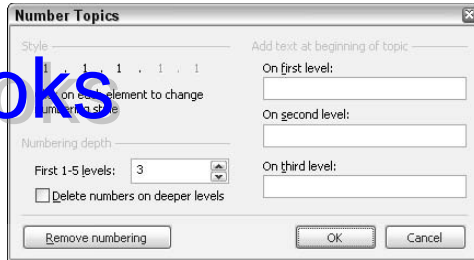 Number Topics
Style
1 . 1 . 1 . 1 . 1
on each element to change
numbering style
Numbering depth
First 1-5 levels: 3
Delete numbers on deeper levels
Add text at beginning of topic
On first level:
On second level:
On third level:
Remove numbering
OK
Cancel
oks